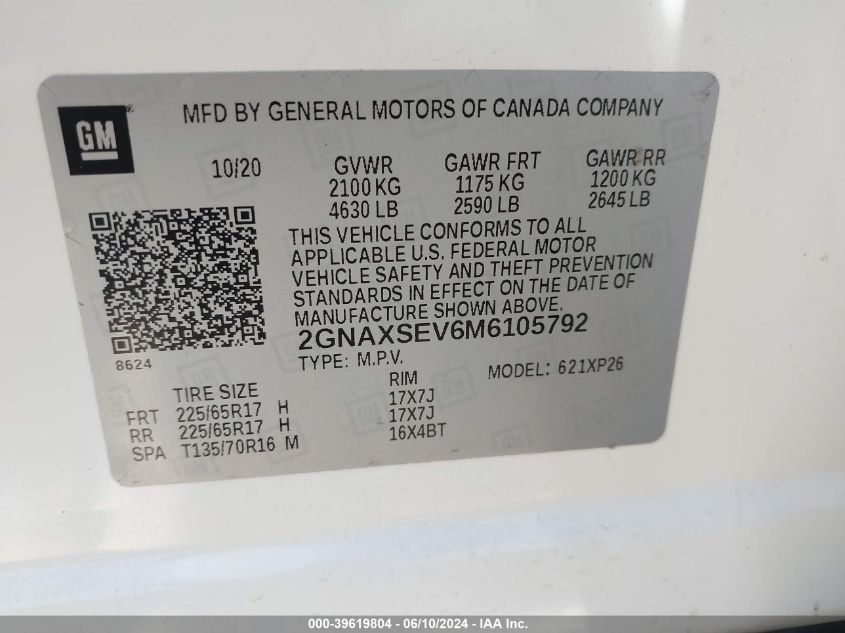 GM
MFD BY GENERAL MOTORS OF CANADA COMPANY
10/20 GVWR GAWR FRT GAWR RR
2100 KG 1175 KG 1200 KG
4630 LB 2590 LB 2645 LB
THIS VEHICLE CONFORMS TO ALL
APPLICABLE U.S. FEDERAL MOTOR
VEHICLE SAFETY AND THEFT PREVENTION
STANDARDS IN EFFECT ON THE DATE OF
MANUFACTURE SHOWN ABOVE.
2GNAXSEV6M6105792
8624
TYPE: M.P.V. MODEL: 621XP26
TIRE SIZE RIM
FRT 225/65R17 H 17X7J
RR 225/65R17 H 17X7J
SPA T135/70R16 M 16X4BT
000-39619804 - 06/10/2024 - IAA Inc.